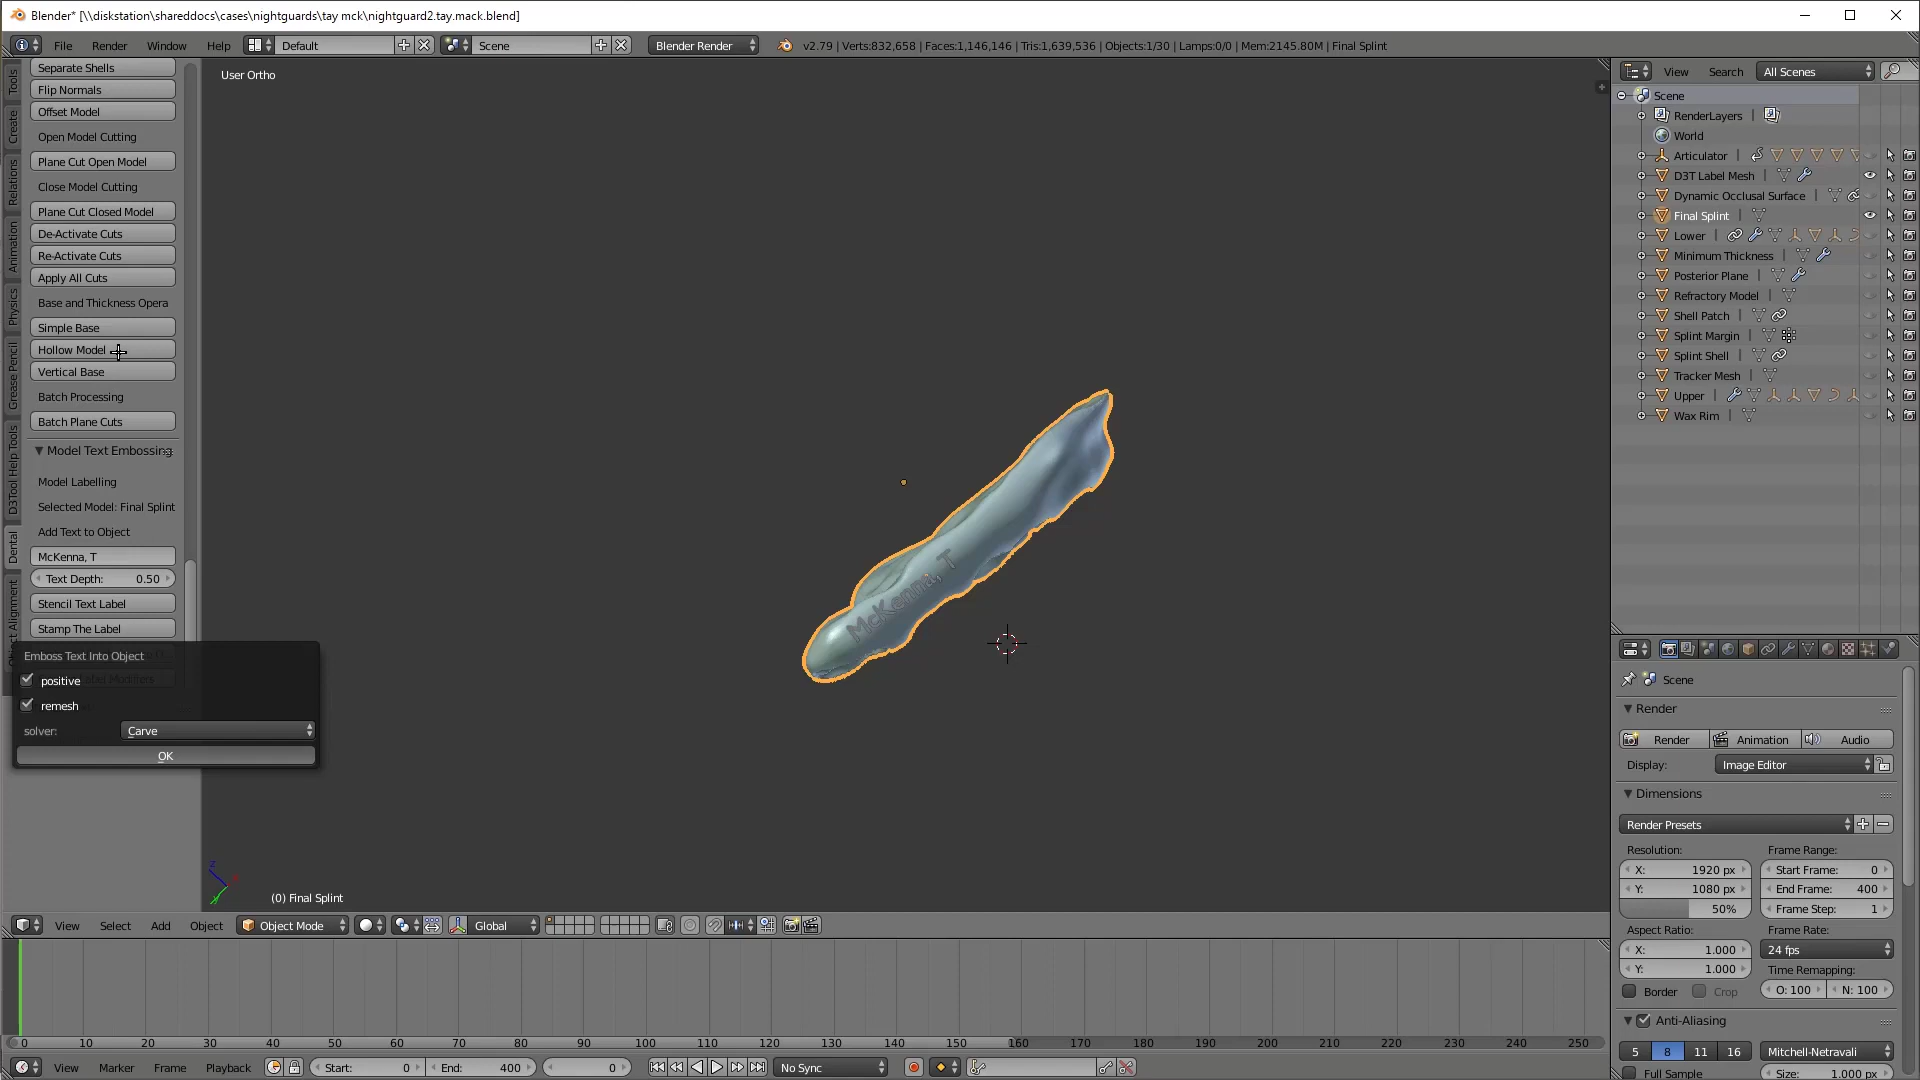 Blender* [\\diskstation\shareddocs\cases\nightguards\tay mck\nightguard2.tay.mack.blend]
File Render Window Help Default Scene Blender Render v2.79 | Verts:832,658 | Faces:1,146,146 | Tris:1,639,536 | Objects:1/30 | Lamps:0/0 | Mem:2145.80M | Final Splint
Tools
Create
Relations
Animation
Physics
Grease Pencil
D3Tool Help Tools
Dental
Object Alignment
Separate Shells
Flip Normals
Offset Model
Open Model Cutting
Plane Cut Open Model
Close Model Cutting
Plane Cut Closed Model
De-Activate Cuts
Re-Activate Cuts
Apply All Cuts
Base and Thickness Opera
Simple Base
Hollow Model
Vertical Base
Batch Processing
Batch Plane Cuts
Model Text Embossing
Model Labelling
Selected Model: Final Splint
Add Text to Object
McKenna, T
Text Depth: 0.50
Stencil Text Label
Stamp The Label
Emboss Text Into Object
positive
remesh
solver: Carve
OK
User Ortho
McKenna, T
Z
(0) Final Splint
View Select Add Object Object Mode Global
View Search All Scenes
Scene
RenderLayers |
World
Articulator |
D3T Label Mesh |
Dynamic Occlusal Surface |
Final Splint |
Lower |
Minimum Thickness |
Posterior Plane |
Refractory Model |
Shell Patch |
Splint Margin |
Splint Shell |
Tracker Mesh |
Upper |
Wax Rim |
Scene
Render
Render Animation Audio
Display: Image Editor
Dimensions
Render Presets
Resolution: Frame Range:
X: 1920 px Start Frame: 0
Y: 1080 px End Frame: 400
50% Frame Step: 1
Aspect Ratio: Frame Rate:
X: 1.000 24 fps
Y: 1.000 Time Remapping:
Border Crop O: 100 N: 100
Anti-Aliasing
5 8 11 16 Mitchell-Netravali
Full Sample Size: 1.000 px
0 10 20 30 40 50 60 70 80 90 100 110 120 130 140 150 160 170 180 190 200 210 220 230 240 250
View Marker Frame Playback Start: 0 End: 400 0 No Sync